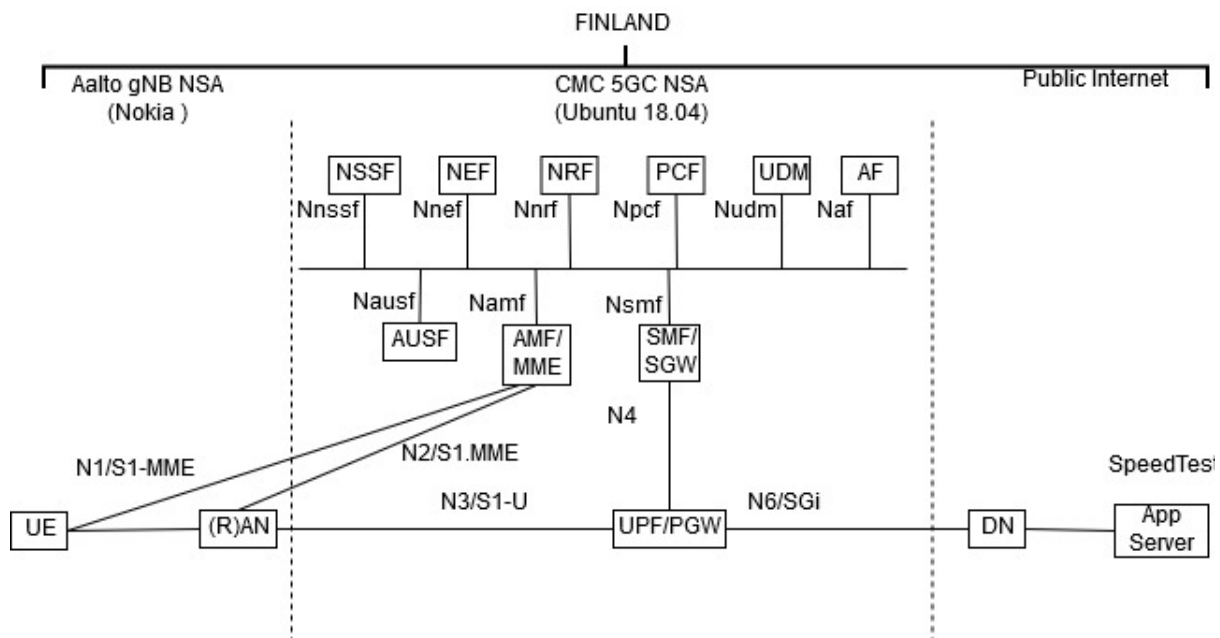 FINLAND
Aalto gNB NSA
(Nokia )
CMC 5GC NSA
(Ubuntu 18.04)
Public Internet
NSSF
NEF
NRF
PCF
UDM
AF
Nnssf
Nnef
Nnrf
Npcf
Nudm
Naf
Nausf
Namf
Nsmf
AUSF
AMF/
MME
SMF/
SGW
N4
N1/S1-MME
N2/S1.MME
N3/S1-U
N6/SGi
SpeedTest
UE
(R)AN
UPF/PGW
DN
App
Server